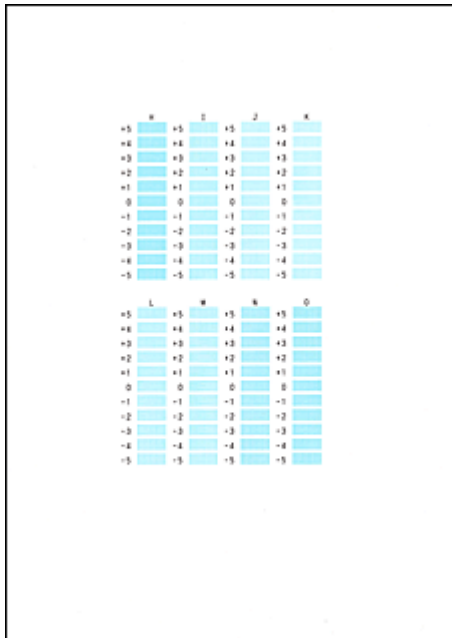 H I J K
+5 +5 +5 +5
+4 +4 +4 +4
+3 +3 +3 +3
+2 +2 +2 +2
+1 +1 +1 +1
0 0 0 0
-1 -1 -1 -1
-2 -2 -2 -2
-3 -3 -3 -3
-4 -4 -4 -4
-5 -5 -5 -5
L M N O
+5 +5 +5 +5
+4 +4 +4 +4
+3 +3 +3 +3
+2 +2 +2 +2
+1 +1 +1 +1
0 0 0 0
-1 -1 -1 -1
-2 -2 -2 -2
-3 -3 -3 -3
-4 -4 -4 -4
-5 -5 -5 -5